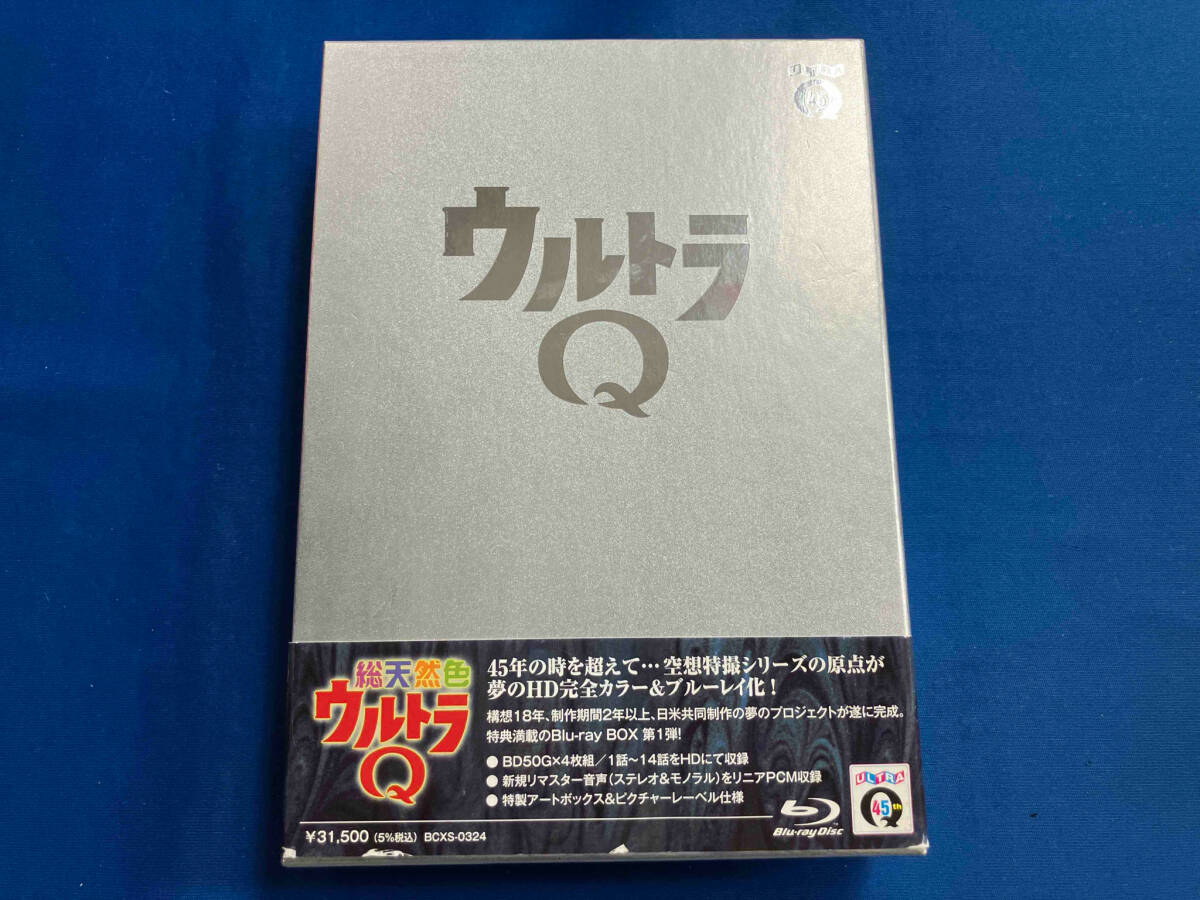 ULTRA
Q
ウルトラ
Q
総天然色
ウルトラ
Q
45年の時を超えて…空想特撮シリーズの原点が
夢のHD完全カラー&ブルーレイ化!
構想18年、制作期間2年以上、日米共同制作の夢のプロジェクトが遂に完成。
特典満載のBlu-ray BOX 第1弾!
●BD50G×4枚組/1話~14話をHDにて収録
●新規リマスター音声(ステレオ&モノラル)をリニアPCM収録
●特製アートボックス&ピクチャーレーベル仕様
¥31,500 (5%税込) BCXS-0324
Blu-ray Disc
ULTRA
Q
45th